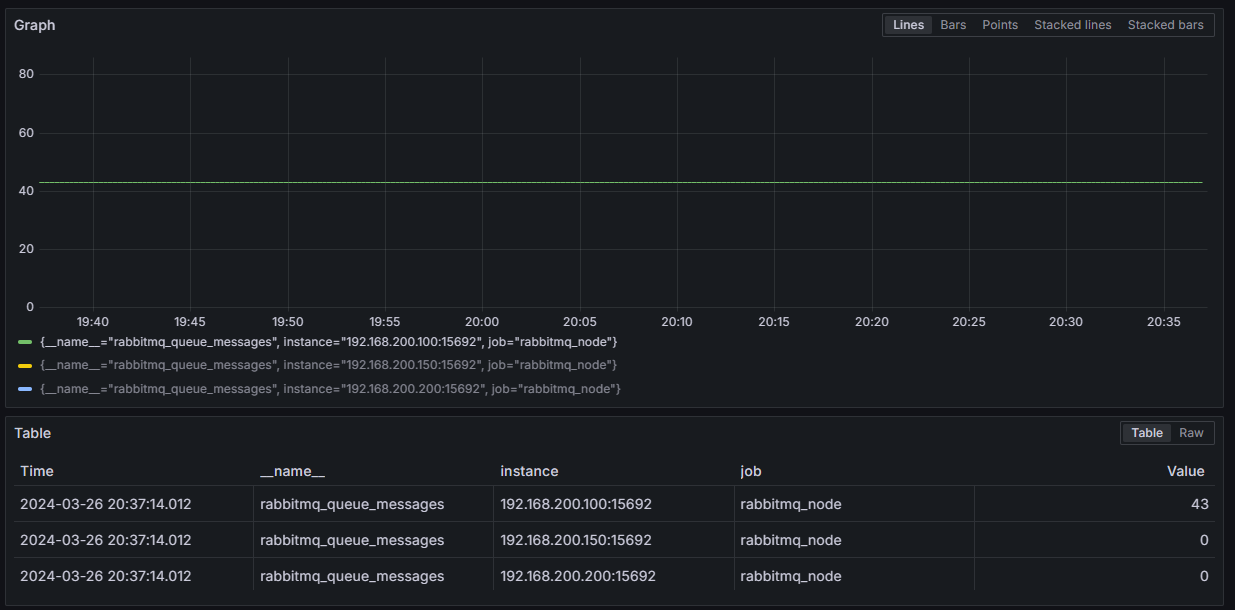 Graph
Lines Bars Points Stacked lines Stacked bars
80
60
40
20
0
19:40 19:45 19:50 19:55 20:00 20:05 20:10 20:15 20:20 20:25 20:30 20:35
{__name__="rabbitmq_queue_messages", instance="192.168.200.100:15692", job="rabbitmq_node"}
{__name__="rabbitmq_queue_messages", instance="192.168.200.150:15692", job="rabbitmq_node"}
{__name__="rabbitmq_queue_messages", instance="192.168.200.200:15692", job="rabbitmq_node"}
Table
Table Raw
Time __name__ instance job Value
2024-03-26 20:37:14.012 rabbitmq_queue_messages 192.168.200.100:15692 rabbitmq_node 43
2024-03-26 20:37:14.012 rabbitmq_queue_messages 192.168.200.150:15692 rabbitmq_node 0
2024-03-26 20:37:14.012 rabbitmq_queue_messages 192.168.200.200:15692 rabbitmq_node 0